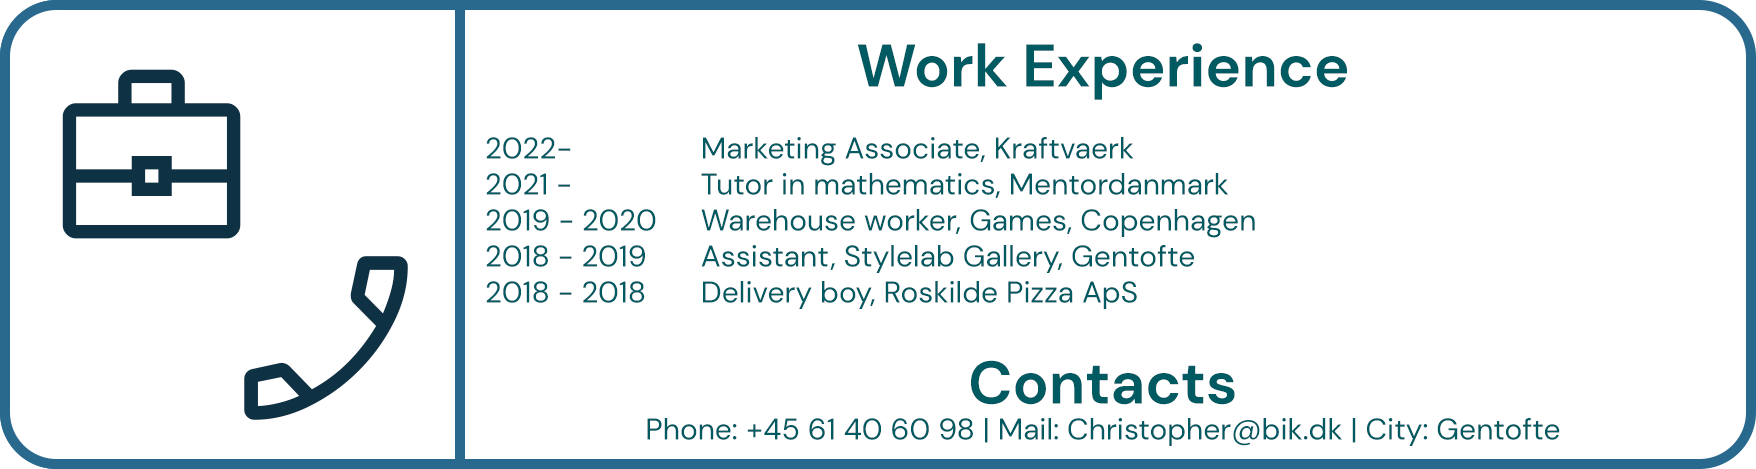 Work Experience
2022- Marketing Associate, Kraftvaerk
2021 - Tutor in mathematics, Mentordanmark
2019 - 2020 Warehouse worker, Games, Copenhagen
2018 - 2019 Assistant, Stylelab Gallery, Gentofte
2018 - 2018 Delivery boy, Roskilde Pizza ApS
Contacts
Phone: +45 61 40 60 98 | Mail: Christopher@bik.dk | City: Gentofte